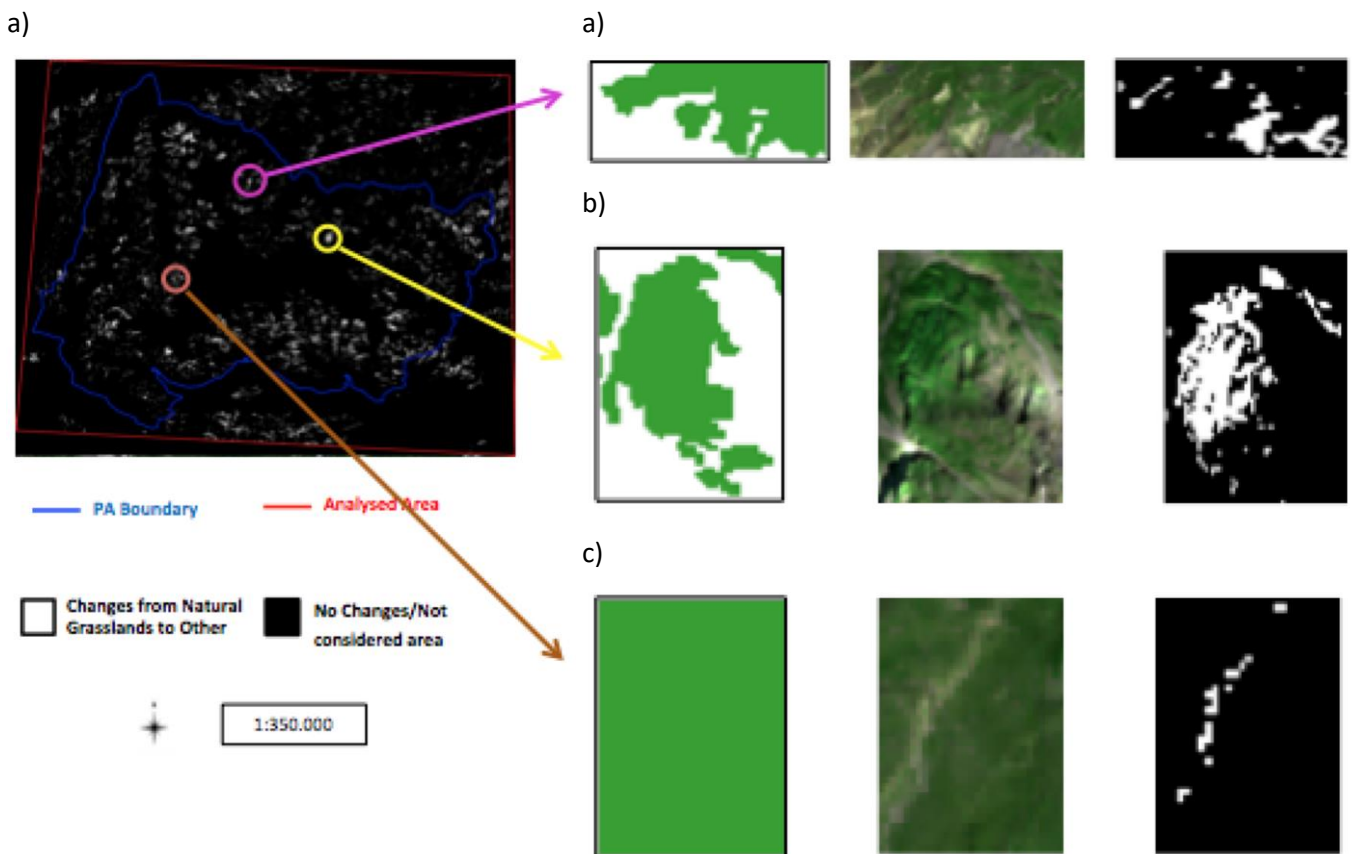 a)
a)
b)
PA Boundary
Analysed Area
c)
Changes from Natural
Grasslands to Other
No Changes/Not
considered area
1:350.000